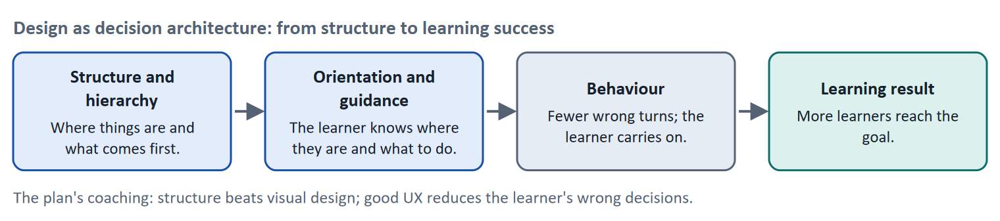 Design as decision architecture: from structure to learning success
Structure and
hierarchy
Where things are and
what comes first.
Orientation and
guidance
The learner knows where
they are and what to do.
Behaviour
Fewer wrong turns; the
learner carries on.
Learning result
More learners reach the
goal.
The plan's coaching: structure beats visual design; good UX reduces the learner's wrong decisions.